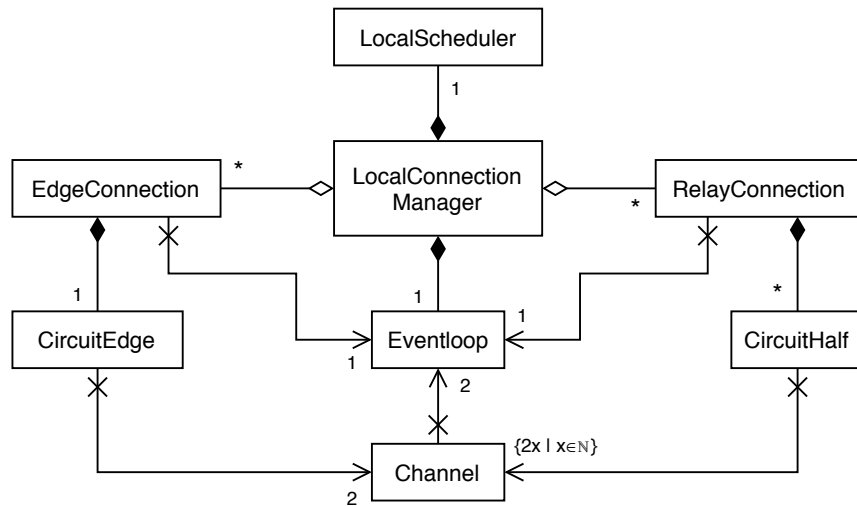 LocalScheduler
1
LocalConnection
Manager
*
EdgeConnection
*
RelayConnection
1
1
*
CircuitEdge
1
Eventloop
1
CircuitHalf
2
{2x | x∈ℕ}
Channel
2